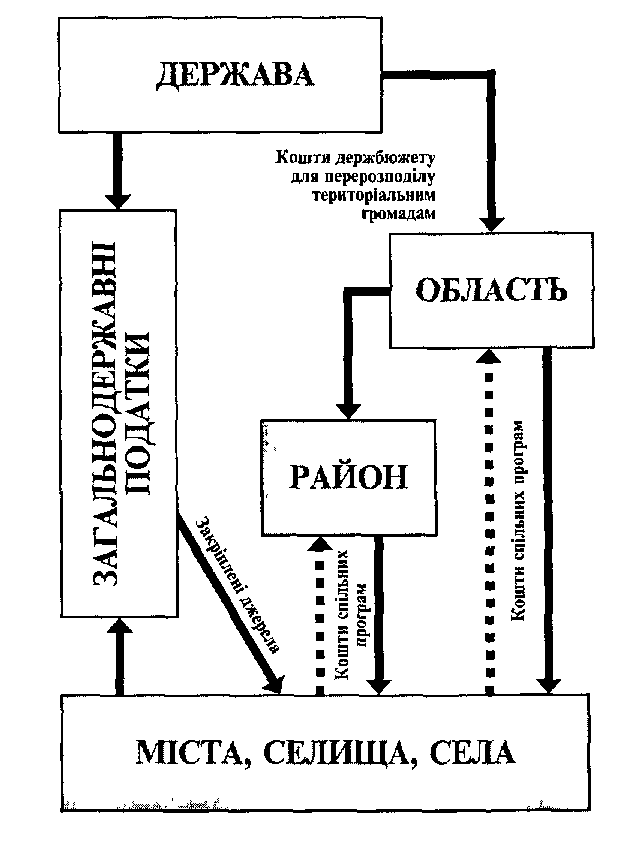 ДЕРЖАВА
Кошти держбюжету
для перерозподілу
територіальним
громадам
ЗАГАЛЬНОДЕРЖАВНІ
ПОДАТКИ
ОБЛАСТЬ
РАЙОН
Закріплені джерела
Кошти спільних
програм
Кошти спільних програм
МІСТА, СЕЛИЩА, СЕЛА